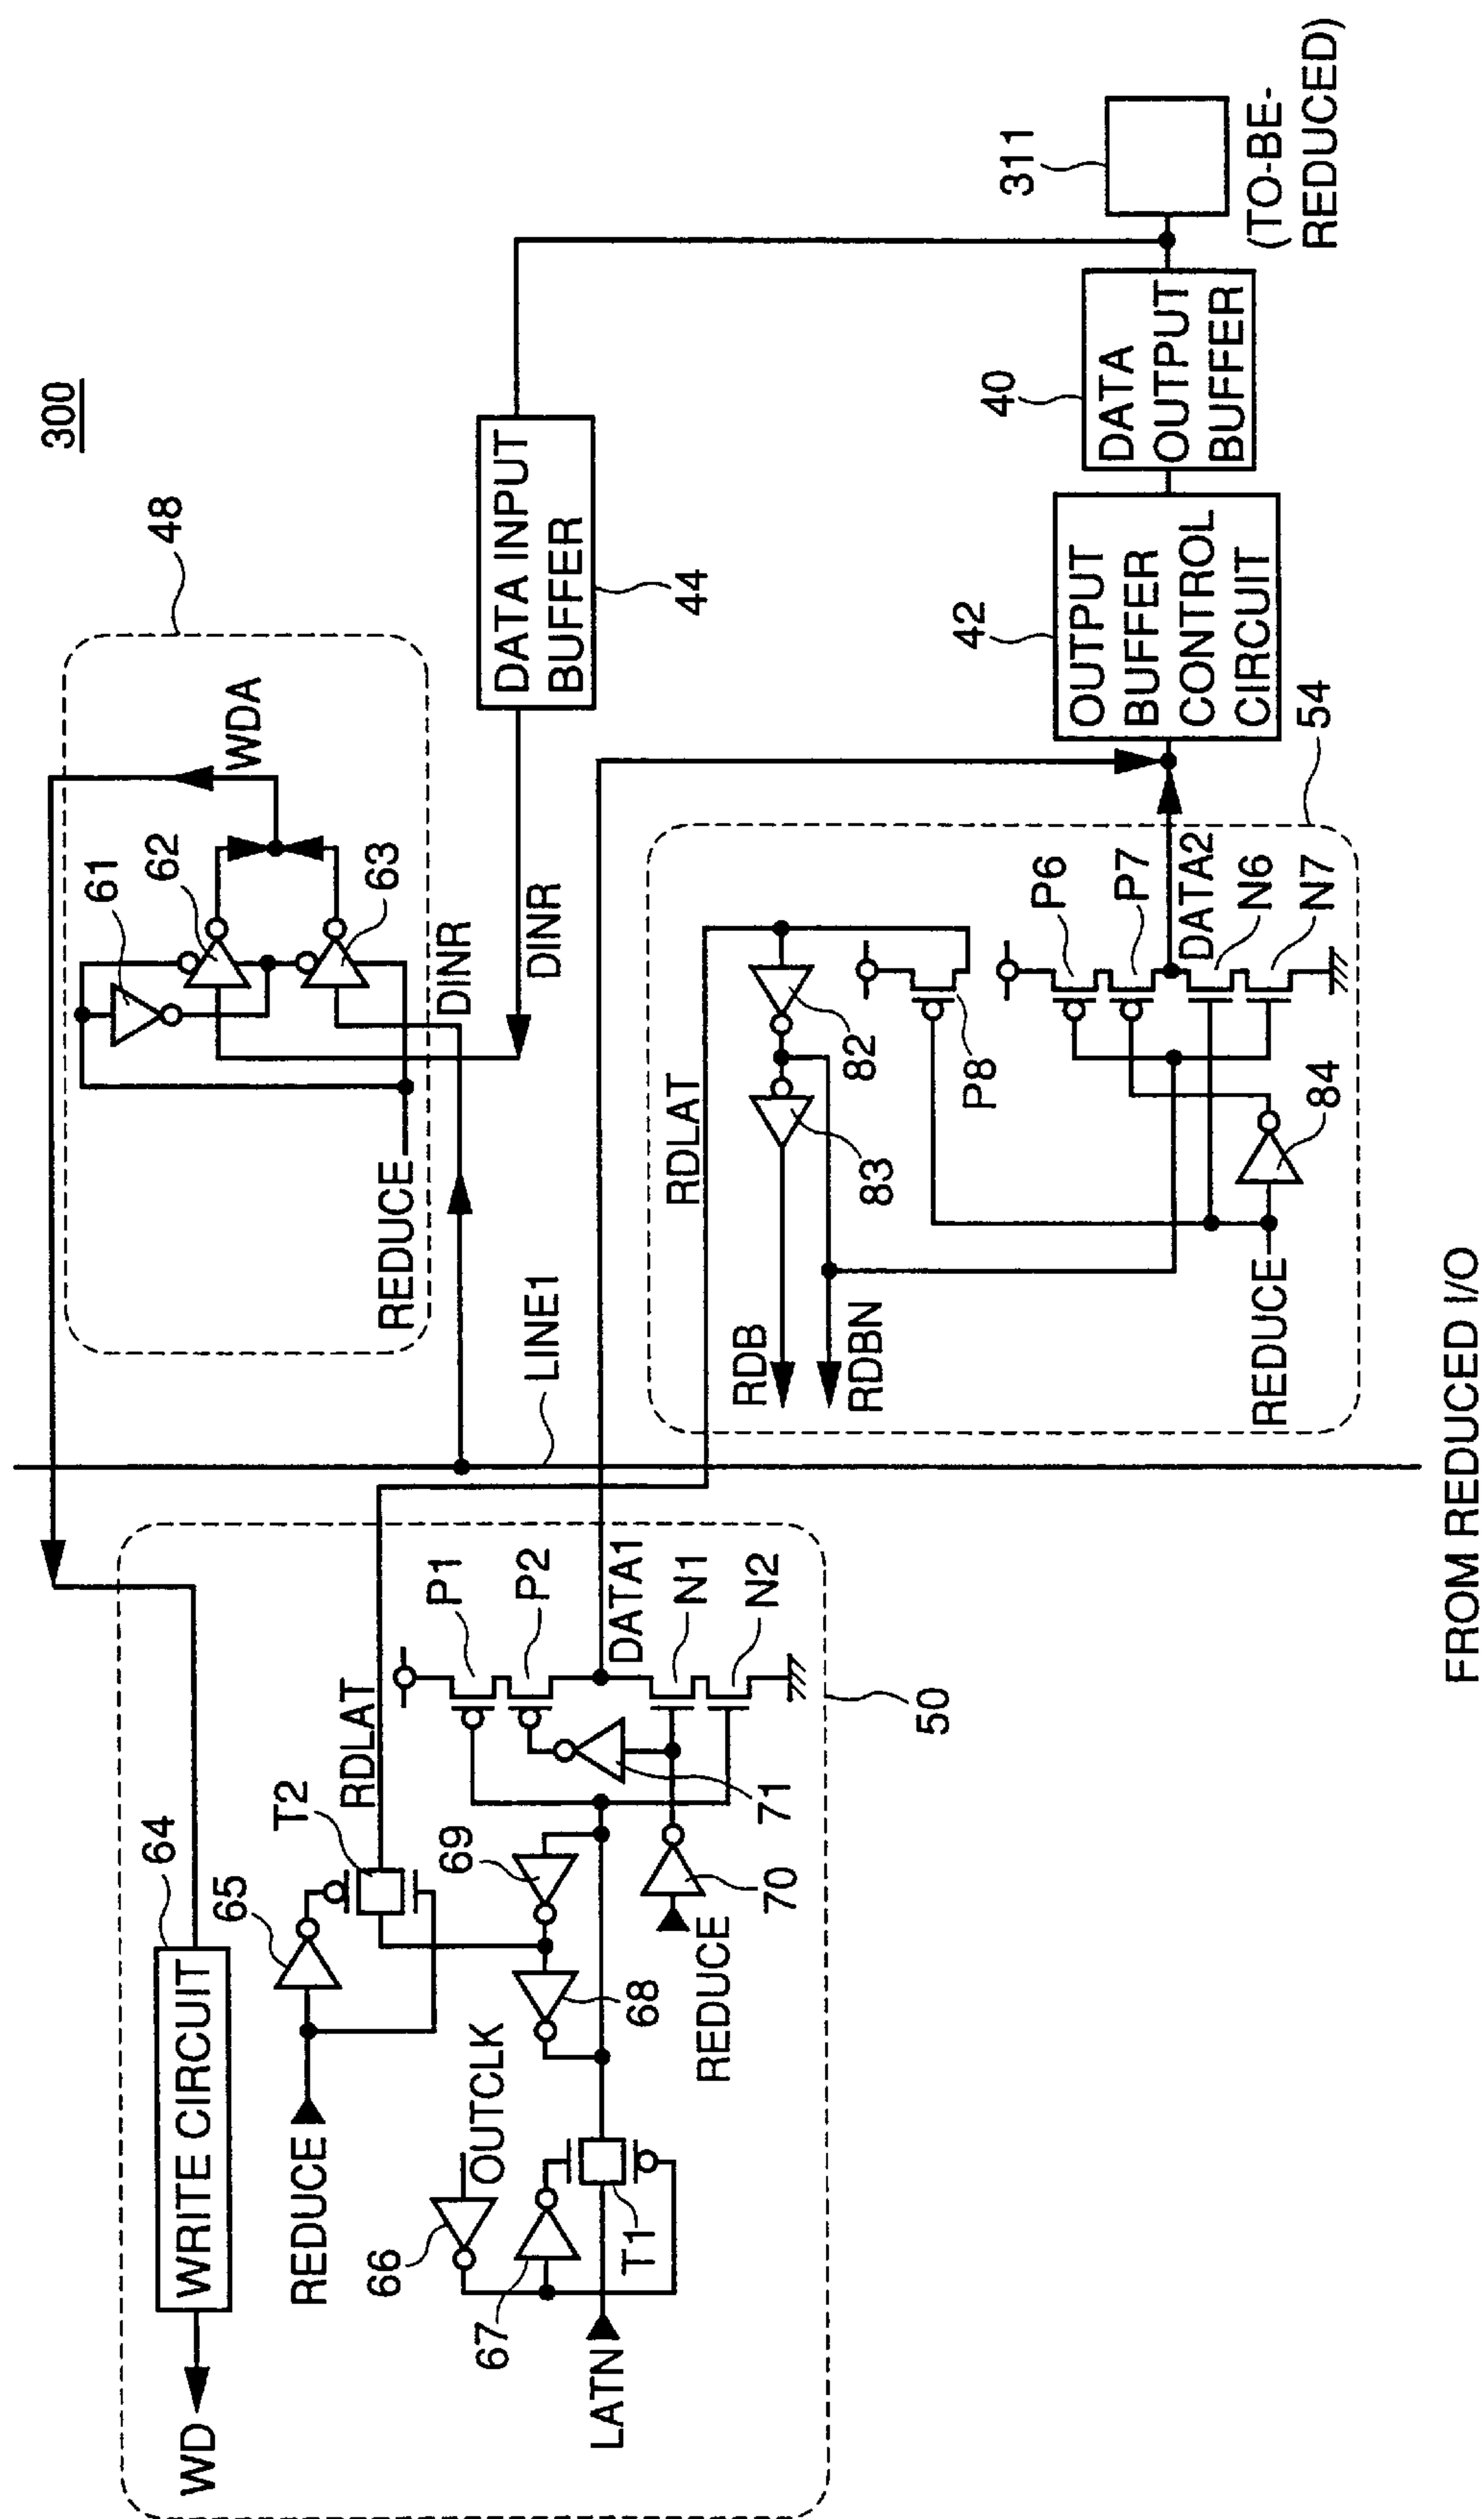 300
48
61
62
WDA
63
REDUCE
DINR
DINR
DATA INPUT
BUFFER
44
LINE1
311
(TO-BE-
REDUCED)
40
DATA
OUTPUT
BUFFER
42
OUTPUT
BUFFER
CONTROL
CIRCUIT
54
RDLAT
82
83
RDB
RDBN
P8
P6
P7
DATA2
N6
N7
84
REDUCE
WD
WRITE CIRCUIT
64
65
REDUCE
T2
RDLAT
66
OUTCLK
67
LATN
T1
68
69
REDUCE
70
71
P1
P2
DATA1
N1
N2
50
FROM REDUCED I/O